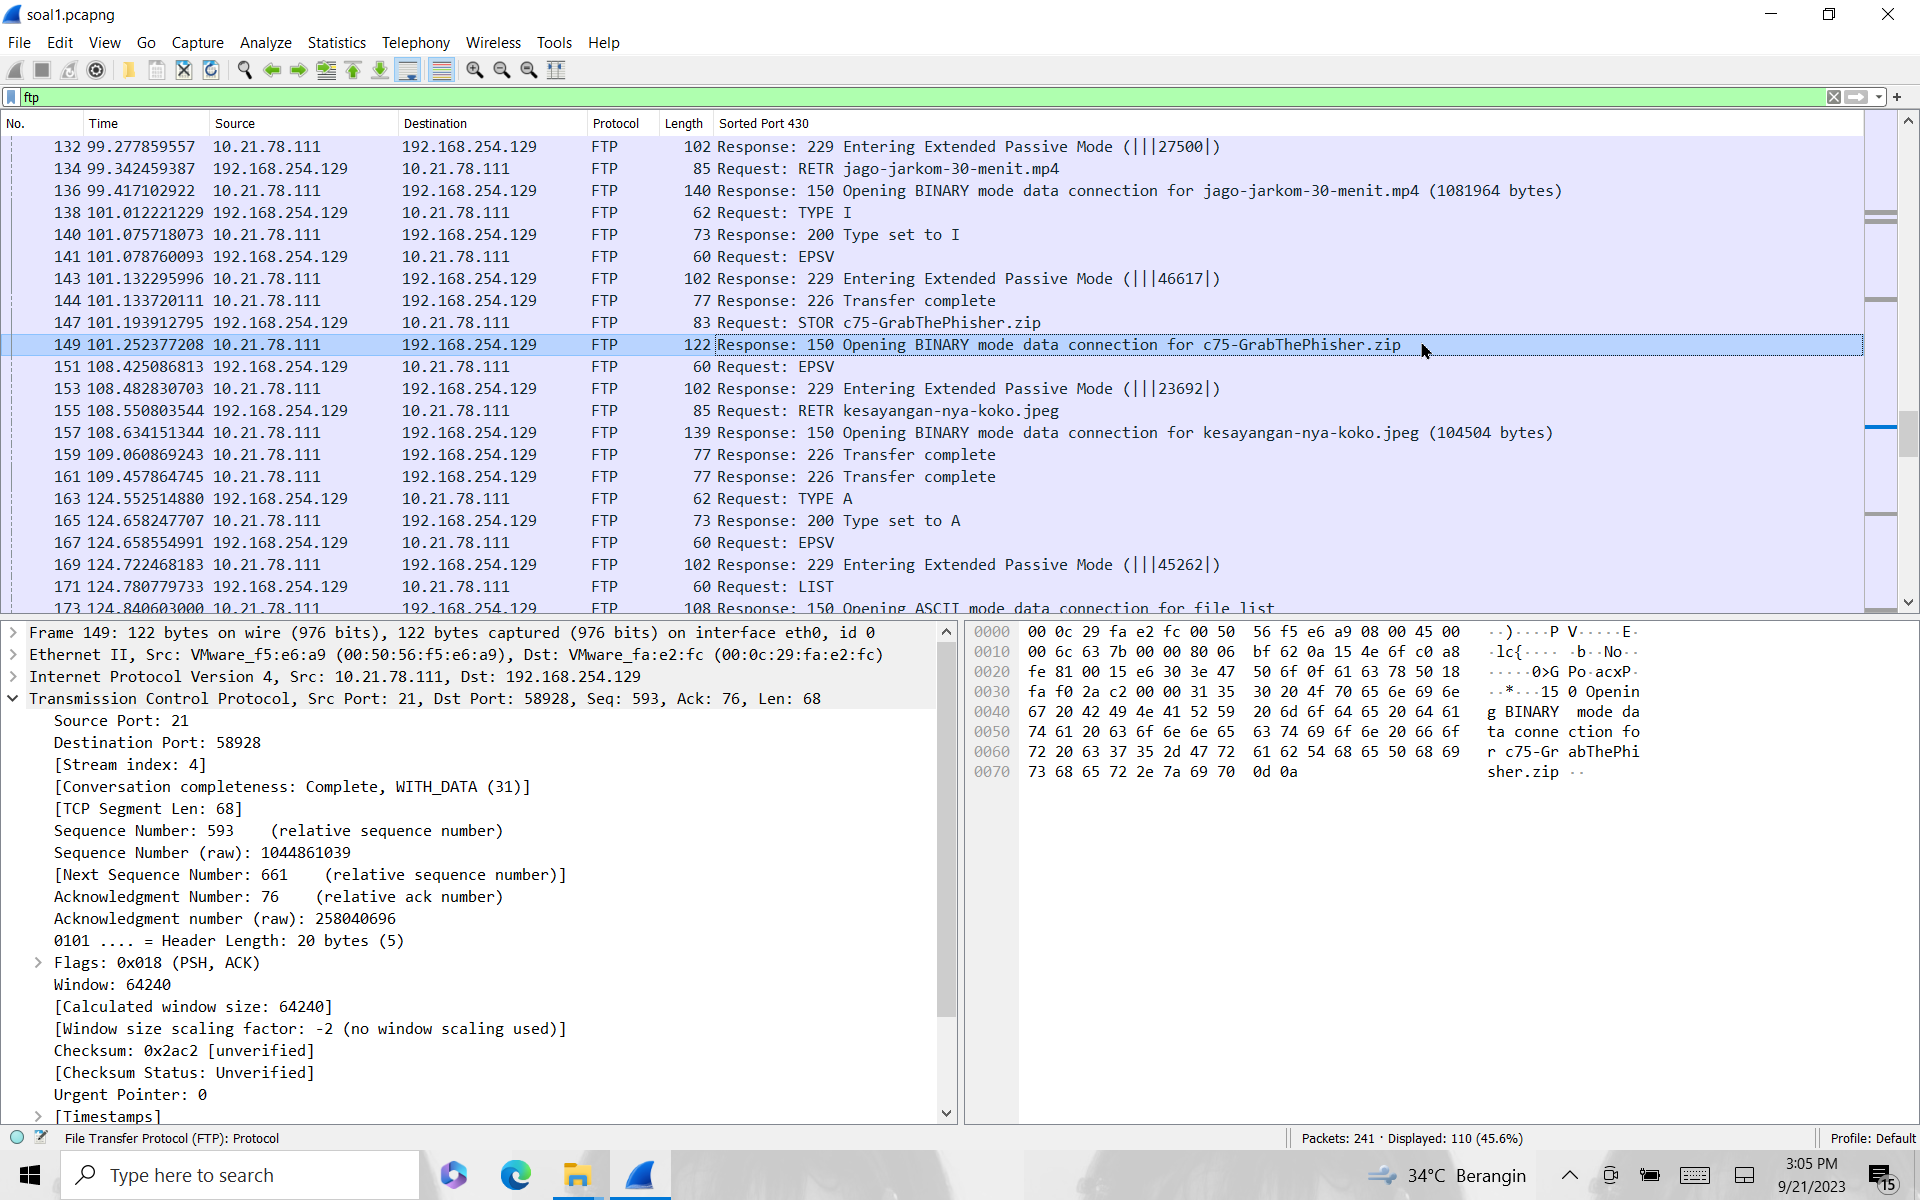 soal1.pcapng
File Edit View Go Capture Analyze Statistics Telephony Wireless Tools Help
ftp
No. Time Source Destination Protocol Length Sorted Port 430
132 99.277859557 10.21.78.111 192.168.254.129 FTP 102 Response: 229 Entering Extended Passive Mode (|||27500|)
134 99.342459387 192.168.254.129 10.21.78.111 FTP 85 Request: RETR jago-jarkom-30-menit.mp4
136 99.417102922 10.21.78.111 192.168.254.129 FTP 140 Response: 150 Opening BINARY mode data connection for jago-jarkom-30-menit.mp4 (1081964 bytes)
138 101.012221229 192.168.254.129 10.21.78.111 FTP 62 Request: TYPE I
140 101.075718073 10.21.78.111 192.168.254.129 FTP 73 Response: 200 Type set to I
141 101.078760093 192.168.254.129 10.21.78.111 FTP 60 Request: EPSV
143 101.132295996 10.21.78.111 192.168.254.129 FTP 102 Response: 229 Entering Extended Passive Mode (|||46617|)
144 101.133720111 10.21.78.111 192.168.254.129 FTP 77 Response: 226 Transfer complete
147 101.193912795 192.168.254.129 10.21.78.111 FTP 83 Request: STOR c75-GrabThePhisher.zip
149 101.252377208 10.21.78.111 192.168.254.129 FTP 122 Response: 150 Opening BINARY mode data connection for c75-GrabThePhisher.zip
151 108.425086813 192.168.254.129 10.21.78.111 FTP 60 Request: EPSV
153 108.482830703 10.21.78.111 192.168.254.129 FTP 102 Response: 229 Entering Extended Passive Mode (|||23692|)
155 108.550803544 192.168.254.129 10.21.78.111 FTP 85 Request: RETR kesayangan-nya-koko.jpeg
157 108.634151344 10.21.78.111 192.168.254.129 FTP 139 Response: 150 Opening BINARY mode data connection for kesayangan-nya-koko.jpeg (104504 bytes)
159 109.060869243 10.21.78.111 192.168.254.129 FTP 77 Response: 226 Transfer complete
161 109.457864745 10.21.78.111 192.168.254.129 FTP 77 Response: 226 Transfer complete
163 124.552514880 192.168.254.129 10.21.78.111 FTP 62 Request: TYPE A
165 124.658247707 10.21.78.111 192.168.254.129 FTP 73 Response: 200 Type set to A
167 124.658554991 192.168.254.129 10.21.78.111 FTP 60 Request: EPSV
169 124.722468183 10.21.78.111 192.168.254.129 FTP 102 Response: 229 Entering Extended Passive Mode (|||45262|)
171 124.780779733 192.168.254.129 10.21.78.111 FTP 60 Request: LIST
173 124.840603000 10.21.78.111 192.168.254.129 FTP 108 Response: 150 Opening ASCII mode data connection for file list
Frame 149: 122 bytes on wire (976 bits), 122 bytes captured (976 bits) on interface eth0, id 0
Ethernet II, Src: VMware_f5:e6:a9 (00:50:56:f5:e6:a9), Dst: VMware_fa:e2:fc (00:0c:29:fa:e2:fc)
Internet Protocol Version 4, Src: 10.21.78.111, Dst: 192.168.254.129
Transmission Control Protocol, Src Port: 21, Dst Port: 58928, Seq: 593, Ack: 76, Len: 68
Source Port: 21
Destination Port: 58928
[Stream index: 4]
[Conversation completeness: Complete, WITH_DATA (31)]
[TCP Segment Len: 68]
Sequence Number: 593 (relative sequence number)
Sequence Number (raw): 1044861039
[Next Sequence Number: 661 (relative sequence number)]
Acknowledgment Number: 76 (relative ack number)
Acknowledgment number (raw): 258040696
0101 .... = Header Length: 20 bytes (5)
Flags: 0x018 (PSH, ACK)
Window: 64240
[Calculated window size: 64240]
[Window size scaling factor: -2 (no window scaling used)]
Checksum: 0x2ac2 [unverified]
[Checksum Status: Unverified]
Urgent Pointer: 0
[Timestamps]
0000 00 0c 29 fa e2 fc 00 50 56 f5 e6 a9 08 00 45 00 ··)····P V·····E·
0010 00 6c 63 7b 00 00 80 06 bf 62 0a 15 4e 6f c0 a8 ·lc{···· ·b··No··
0020 fe 81 00 15 e6 30 3e 47 50 6f 0f 61 63 78 50 18 ·····0>G Po·acxP·
0030 fa f0 2a c2 00 00 31 35 30 20 4f 70 65 6e 69 6e ··*···15 0 Openin
0040 67 20 42 49 4e 41 52 59 20 6d 6f 64 65 20 64 61 g BINARY mode da
0050 74 61 20 63 6f 6e 6e 65 63 74 69 6f 6e 20 66 6f ta conne ction fo
0060 72 20 63 37 35 2d 47 72 61 62 54 68 65 50 68 69 r c75-Gr abThePhi
0070 73 68 65 72 2e 7a 69 70 0d 0a sher.zip ··
File Transfer Protocol (FTP): Protocol
Packets: 241 · Displayed: 110 (45.6%)
Profile: Default
Type here to search
34°C Berangin
3:05 PM
9/21/2023
15